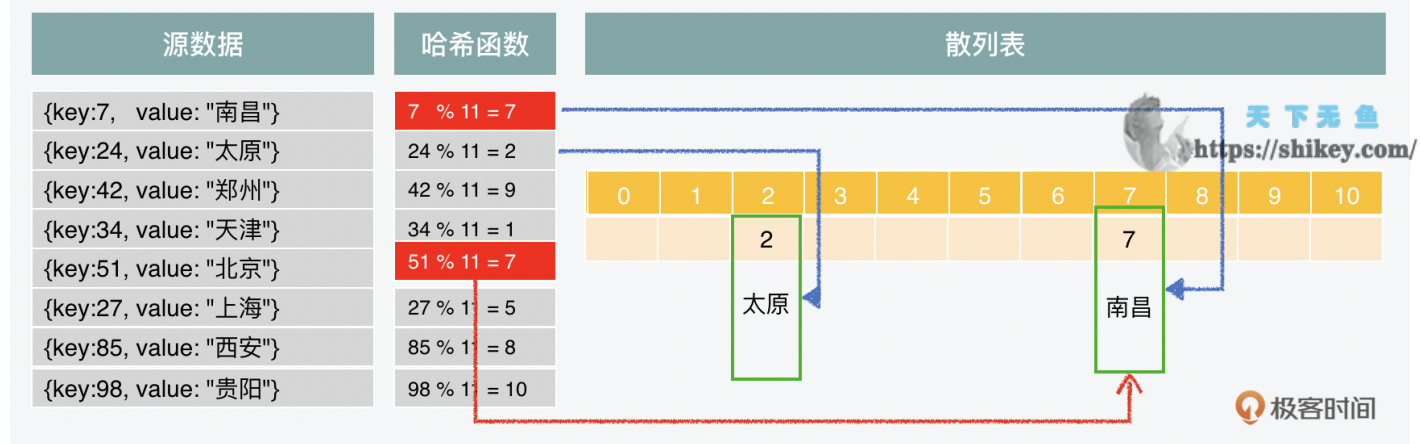 源数据 哈希函数 散列表
{key:7, value: "南昌"} 7 % 11 = 7
天下无鱼
{key:24, value: "太原"} 24 % 11 = 2
https://shikey.com/
{key:42, value: "郑州"} 42 % 11 = 9
0 1 2 3 4 5 6 7 8 9 10
{key:34, value: "天津"} 34 % 11 = 1
2 7
{key:51, value: "北京"} 51 % 11 = 7
{key:27, value: "上海"} 27 % 11 = 5
太原 南昌
{key:85, value: "西安"} 85 % 11 = 8
{key:98, value: "贵阳"} 98 % 11 = 10
极客时间